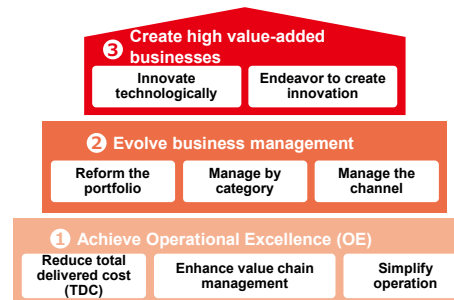 ❸ Create high value-added
businesses
Innovate
technologically
Endeavor to create
innovation
❷ Evolve business management
Reform the
portfolio
Manage by
category
Manage the
channel
❶ Achieve Operational Excellence (OE)
Reduce total
delivered cost
(TDC)
Enhance value chain
management
Simplify
operation